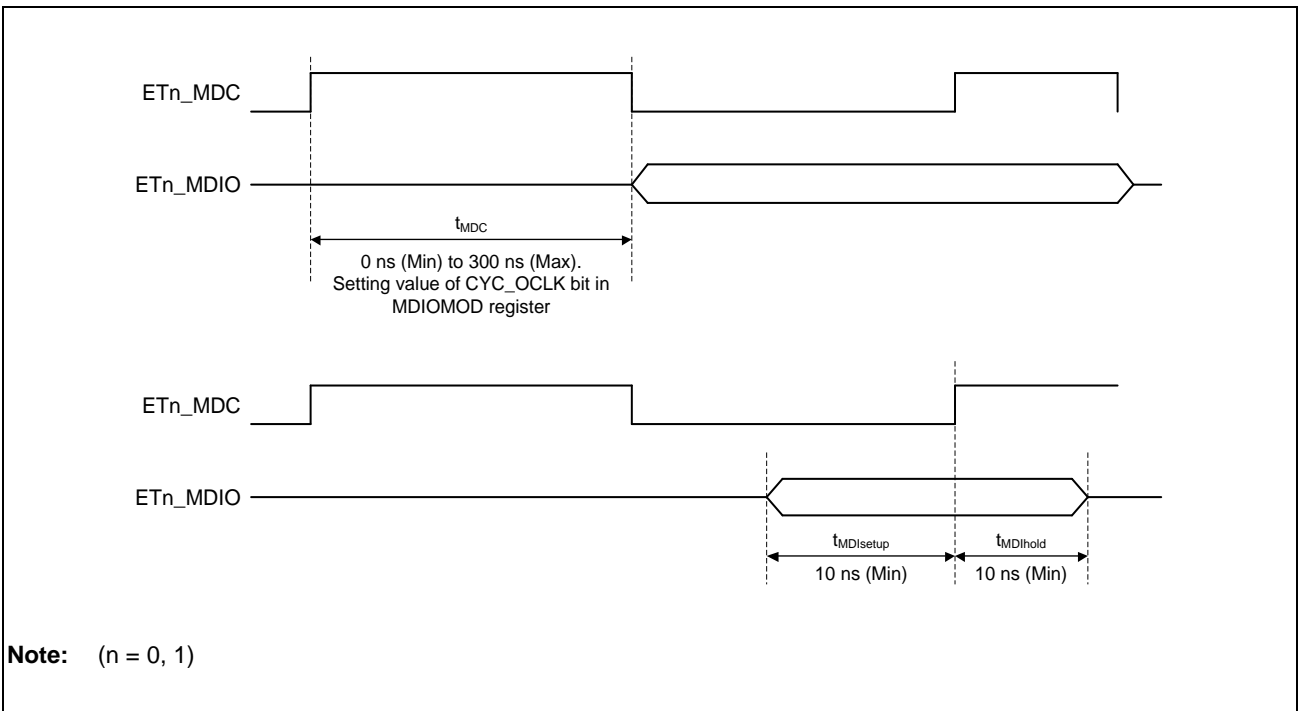 ETn_MDC
ETn_MDIO
tMDC
0 ns (Min) to 300 ns (Max).
Setting value of CYC_OCLK bit in
MDIOMOD register
ETn_MDC
ETn_MDIO
tMDIsetup
tMDIhold
10 ns (Min)
10 ns (Min)
Note: (n = 0, 1)